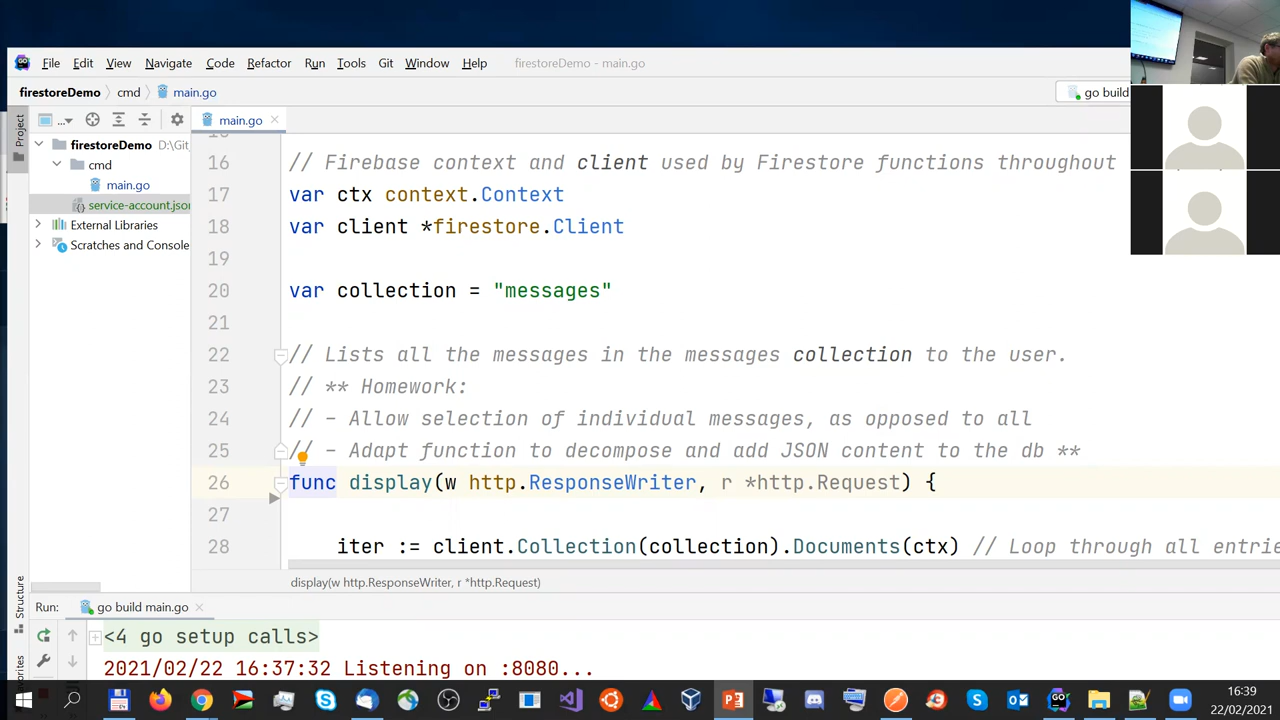 File Edit View Navigate Code Refactor Run Tools Git Window Help firestoreDemo - main.go
firestoreDemo cmd main.go go build
Project ... main.go
firestoreDemo D:\Git
cmd
main.go
service-account.jso
External Libraries
Scratches and Console
16 // Firebase context and client used by Firestore functions throughout
17 var ctx context.Context
18 var client *firestore.Client
19
20 var collection = "messages"
21
22 // Lists all the messages in the messages collection to the user.
23 // ** Homework:
24 // - Allow selection of individual messages, as opposed to all
25 // - Adapt function to decompose and add JSON content to the db **
26 func display(w http.ResponseWriter, r *http.Request) {
27
28 iter := client.Collection(collection).Documents(ctx) // Loop through all entrie
display(w http.ResponseWriter, r *http.Request)
Structure
Run: go build main.go
<4 go setup calls>
2021/02/22 16:37:32 Listening on :8080...
16:39
22/02/2021